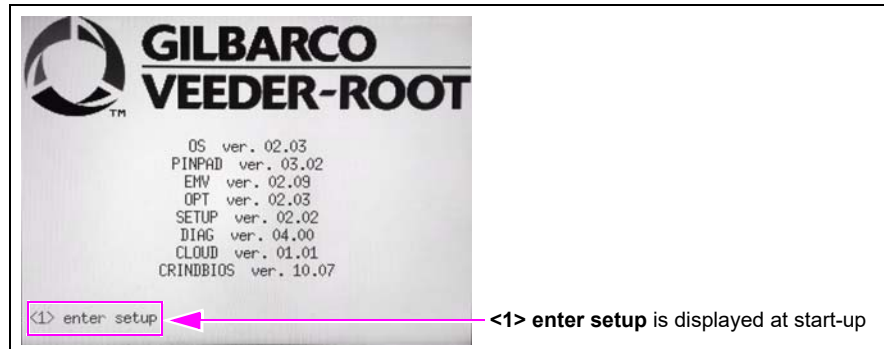 GILBARCO
VEEDER-ROOT
TM
OS ver. 02.03
PINPAD ver. 03.02
EMV ver. 02.09
OPT ver. 02.03
SETUP ver. 02.02
DIAG ver. 04.00
CLOUD ver. 01.01
CRINDBIOS ver. 10.07
<1> enter setup
<1> enter setup is displayed at start-up